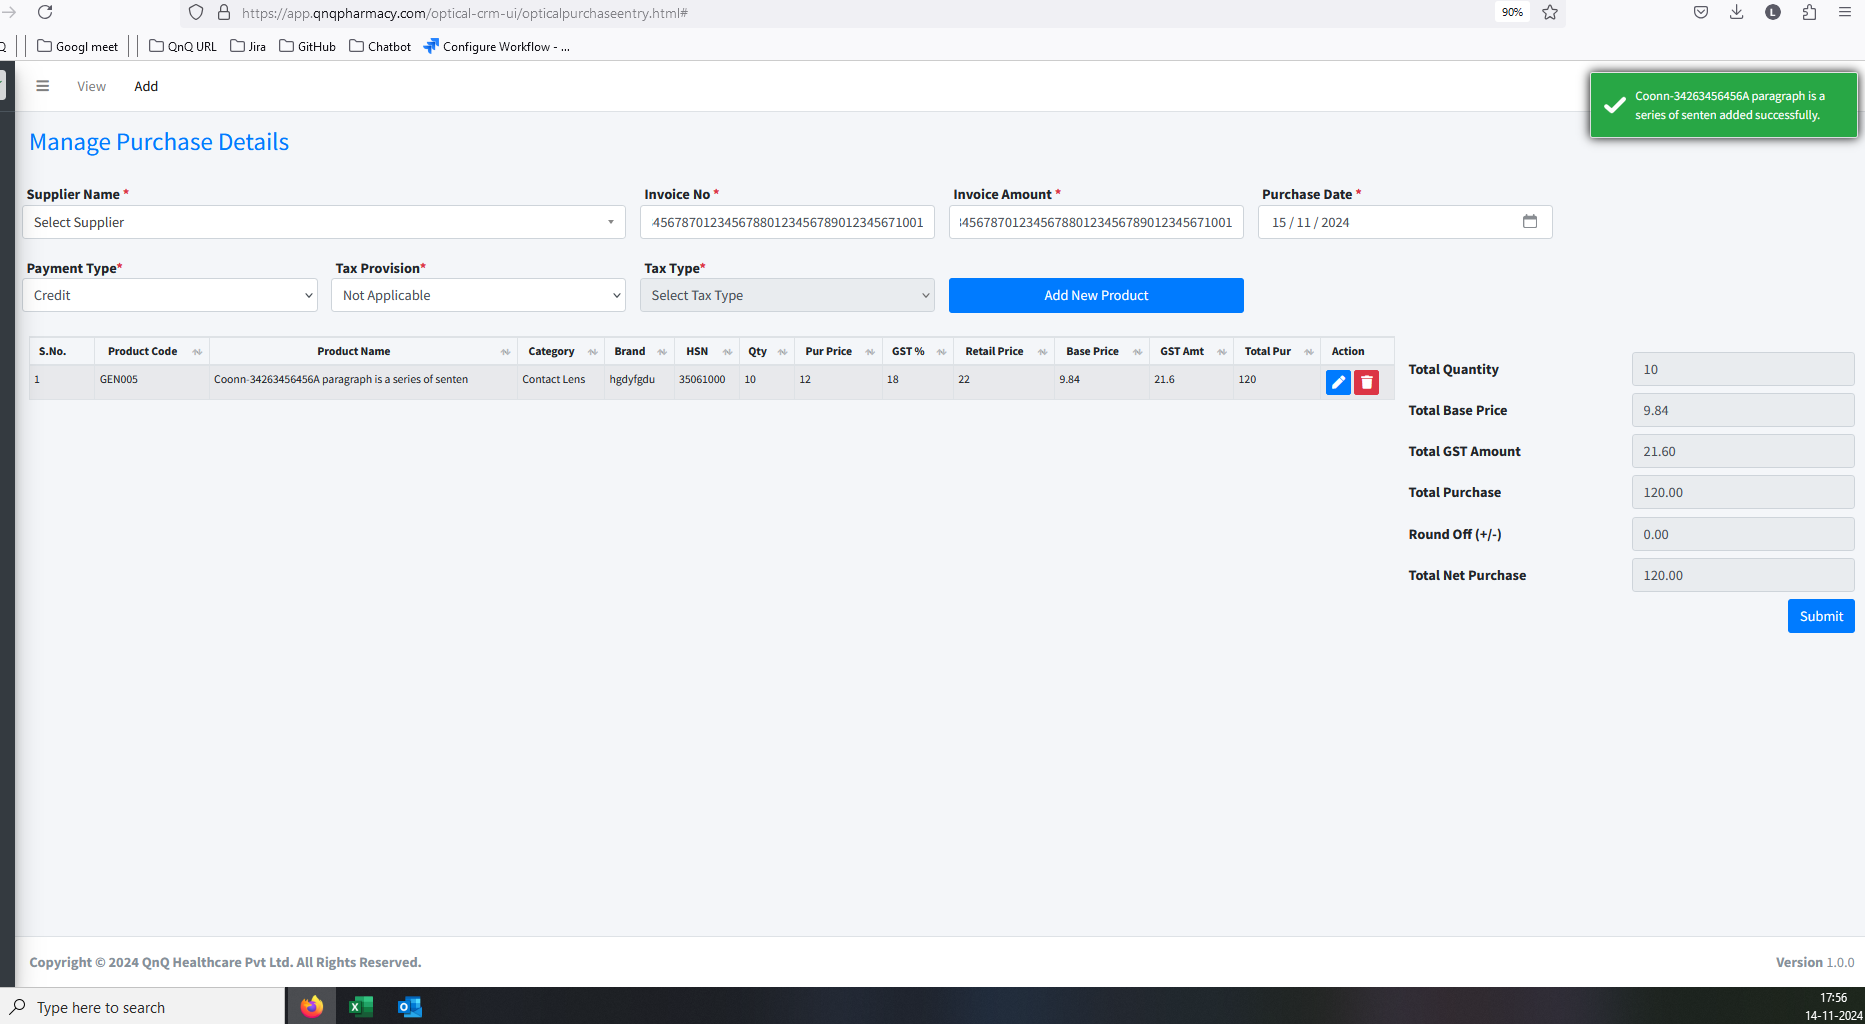 https://app.qnqpharmacy.com/optical-crm-ui/opticalpurchaseentry.html#
90%
L
Googl meet
QnQ URL
Jira
GitHub
Chatbot
Configure Workflow - ...
View
Add
Coonn-34263456456A paragraph is a
series of senten added successfully.
Manage Purchase Details
Supplier Name *
Invoice No *
Invoice Amount *
Purchase Date *
Select Supplier
45678701234567880123456789012345671001
3456787012345678801234567890123456710​01
15 / 11 / 2024
Payment Type*
Tax Provision*
Tax Type*
Credit
Not Applicable
Select Tax Type
Add New Product
S.No. Product Code Product Name Category Brand HSN Qty Pur Price GST % Retail Price Base Price GST Amt Total Pur Action
1 GEN005 Coonn-34263456456A paragraph is a series of senten Contact Lens hgdyfgdu 35061000 10 12 18 22 9.84 21.6 120
Total Quantity 10
Total Base Price 9.84
Total GST Amount 21.60
Total Purchase 120.00
Round Off (+/-) 0.00
Total Net Purchase 120.00
Submit
Copyright © 2024 QnQ Healthcare Pvt Ltd. All Rights Reserved.
Version 1.0.0
Type here to search
17:56
14-11-2024